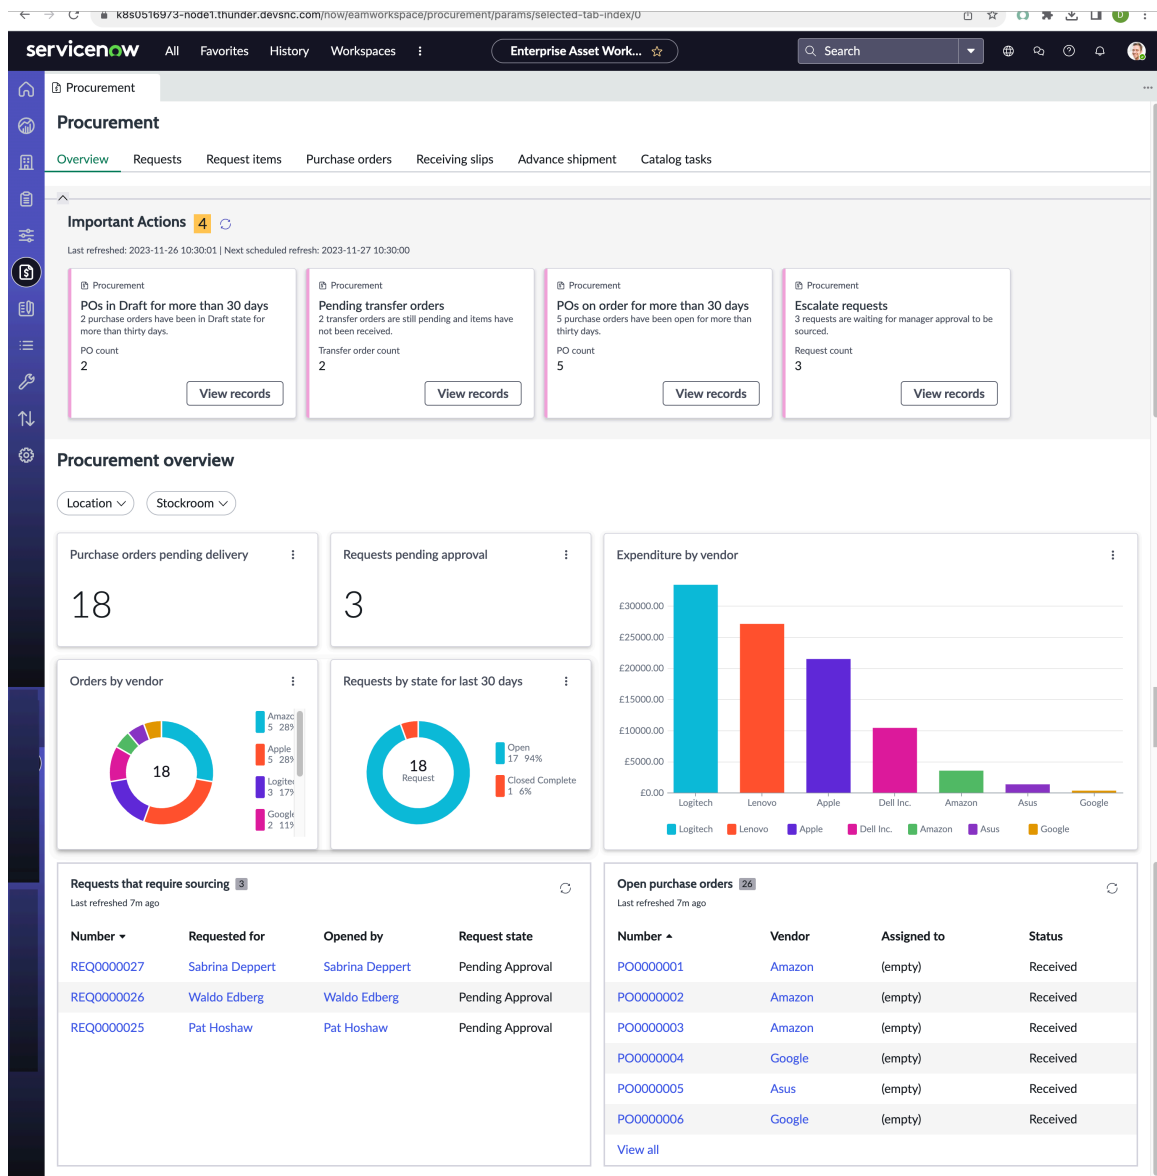 k8s0516973-node1.thunder.devsnc.com/now/eamworkspace/procurement/params/selected-tab-index/0
D
servicenow All Favorites History Workspaces Enterprise Asset Work... Search
Procurement
Procurement
Overview Requests Request items Purchase orders Receiving slips Advance shipment Catalog tasks
Important Actions 4
Last refreshed: 2023-11-26 10:30:01 | Next scheduled refresh: 2023-11-27 10:30:00
Procurement
POs in Draft for more than 30 days
2 purchase orders have been in Draft state for
more than thirty days.
PO count
2
View records
Procurement
Pending transfer orders
2 transfer orders are still pending and items have
not been received.
Transfer order count
2
View records
Procurement
POs on order for more than 30 days
5 purchase orders have been open for more than
thirty days.
PO count
5
View records
Procurement
Escalate requests
3 requests are waiting for manager approval to be
sourced.
Request count
3
View records
Procurement overview
Location Stockroom
Purchase orders pending delivery
18
Requests pending approval
3
Expenditure by vendor
£30000.00
£25000.00
£20000.00
£15000.00
£10000.00
£5000.00
£0.00
Logitech Lenovo Apple Dell Inc. Amazon Asus Google
Logitech Lenovo Apple Dell Inc. Amazon Asus Google
Orders by vendor
18
Amazo
5 28%
Apple
5 28%
Logitec
3 17%
Google
2 11%
Requests by state for last 30 days
18
Request
Open
17 94%
Closed Complete
1 6%
Requests that require sourcing 3
Last refreshed 7m ago
Number Requested for Opened by Request state
REQ0000027 Sabrina Deppert Sabrina Deppert Pending Approval
REQ0000026 Waldo Edberg Waldo Edberg Pending Approval
REQ0000025 Pat Hoshaw Pat Hoshaw Pending Approval
Open purchase orders 26
Last refreshed 7m ago
Number Vendor Assigned to Status
PO0000001 Amazon (empty) Received
PO0000002 Amazon (empty) Received
PO0000003 Amazon (empty) Received
PO0000004 Google (empty) Received
PO0000005 Asus (empty) Received
PO0000006 Google (empty) Received
View all